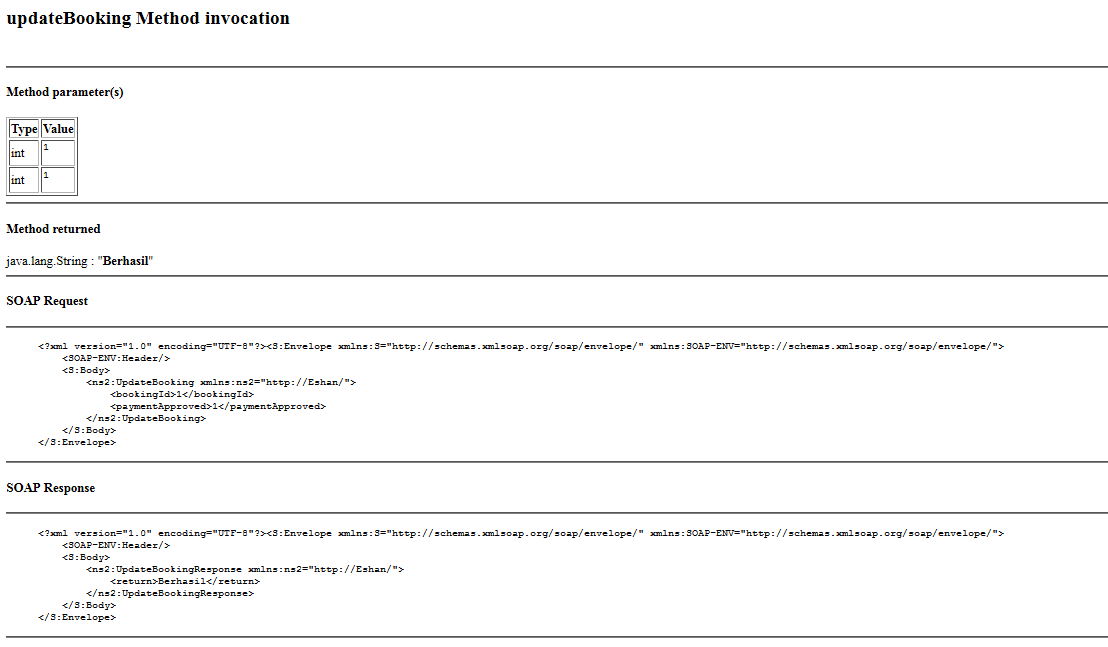 updateBooking Method invocation
Method parameter(s)
Type Value
int 1
int 1
Method returned
java.lang.String : "Berhasil"
SOAP Request
<?xml version="1.0" encoding="UTF-8"?><S:Envelope xmlns:S="http://schemas.xmlsoap.org/soap/envelope/" xmlns:SOAP-ENV="http://schemas.xmlsoap.org/soap/envelope/">
    <SOAP-ENV:Header/>
    <S:Body>
        <ns2:UpdateBooking xmlns:ns2="http://Eshan/">
            <bookingId>1</bookingId>
            <paymentApproved>1</paymentApproved>
        </ns2:UpdateBooking>
    </S:Body>
</S:Envelope>
SOAP Response
<?xml version="1.0" encoding="UTF-8"?><S:Envelope xmlns:S="http://schemas.xmlsoap.org/soap/envelope/" xmlns:SOAP-ENV="http://schemas.xmlsoap.org/soap/envelope/">
    <SOAP-ENV:Header/>
    <S:Body>
        <ns2:UpdateBookingResponse xmlns:ns2="http://Eshan/">
            <return>Berhasil</return>
        </ns2:UpdateBookingResponse>
    </S:Body>
</S:Envelope>